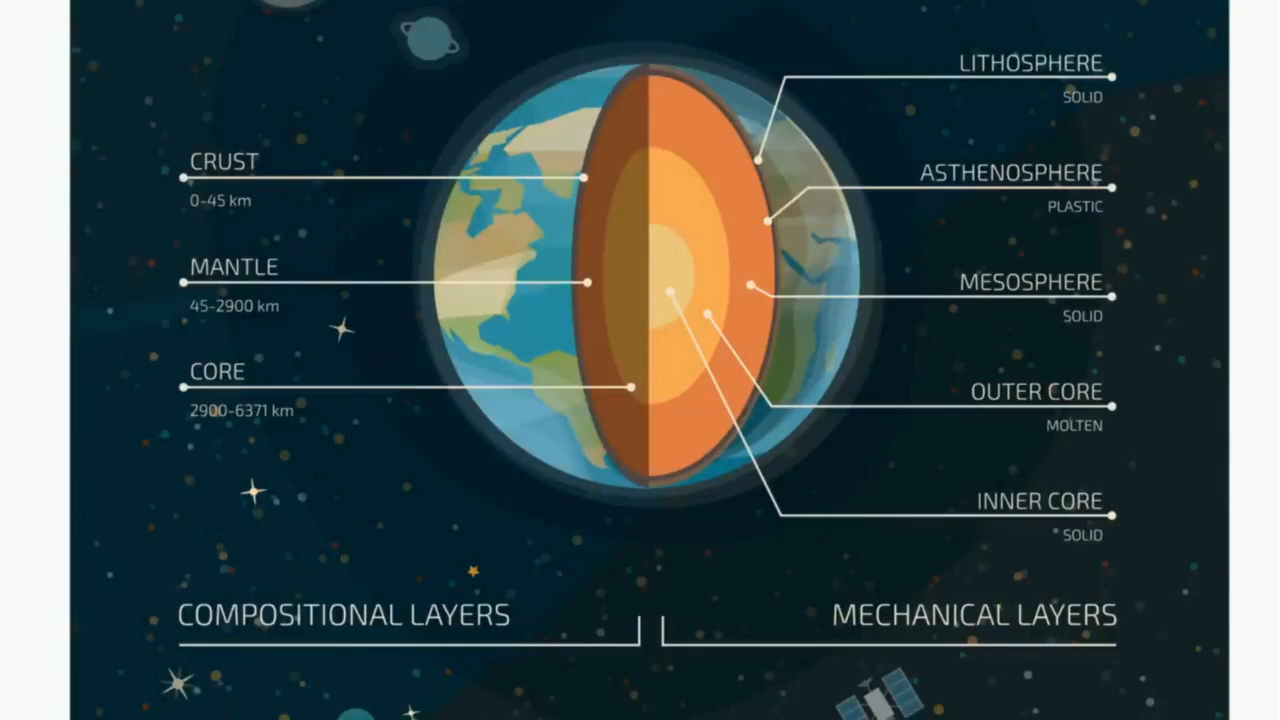 CRUST
0-45 km
MANTLE
45-2900 km
CORE
2900-6371 km
LITHOSPHERE
SOLID
ASTHENOSPHERE
PLASTIC
MESOSPHERE
SOLID
OUTER CORE
MOLTEN
INNER CORE
SOLID
COMPOSITIONAL LAYERS
MECHANICAL LAYERS